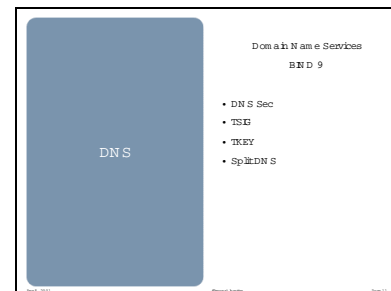 Domain Name Services
BIND 9
• DNS Sec
• TSIG
• TKEY
• Split DNS
DNS